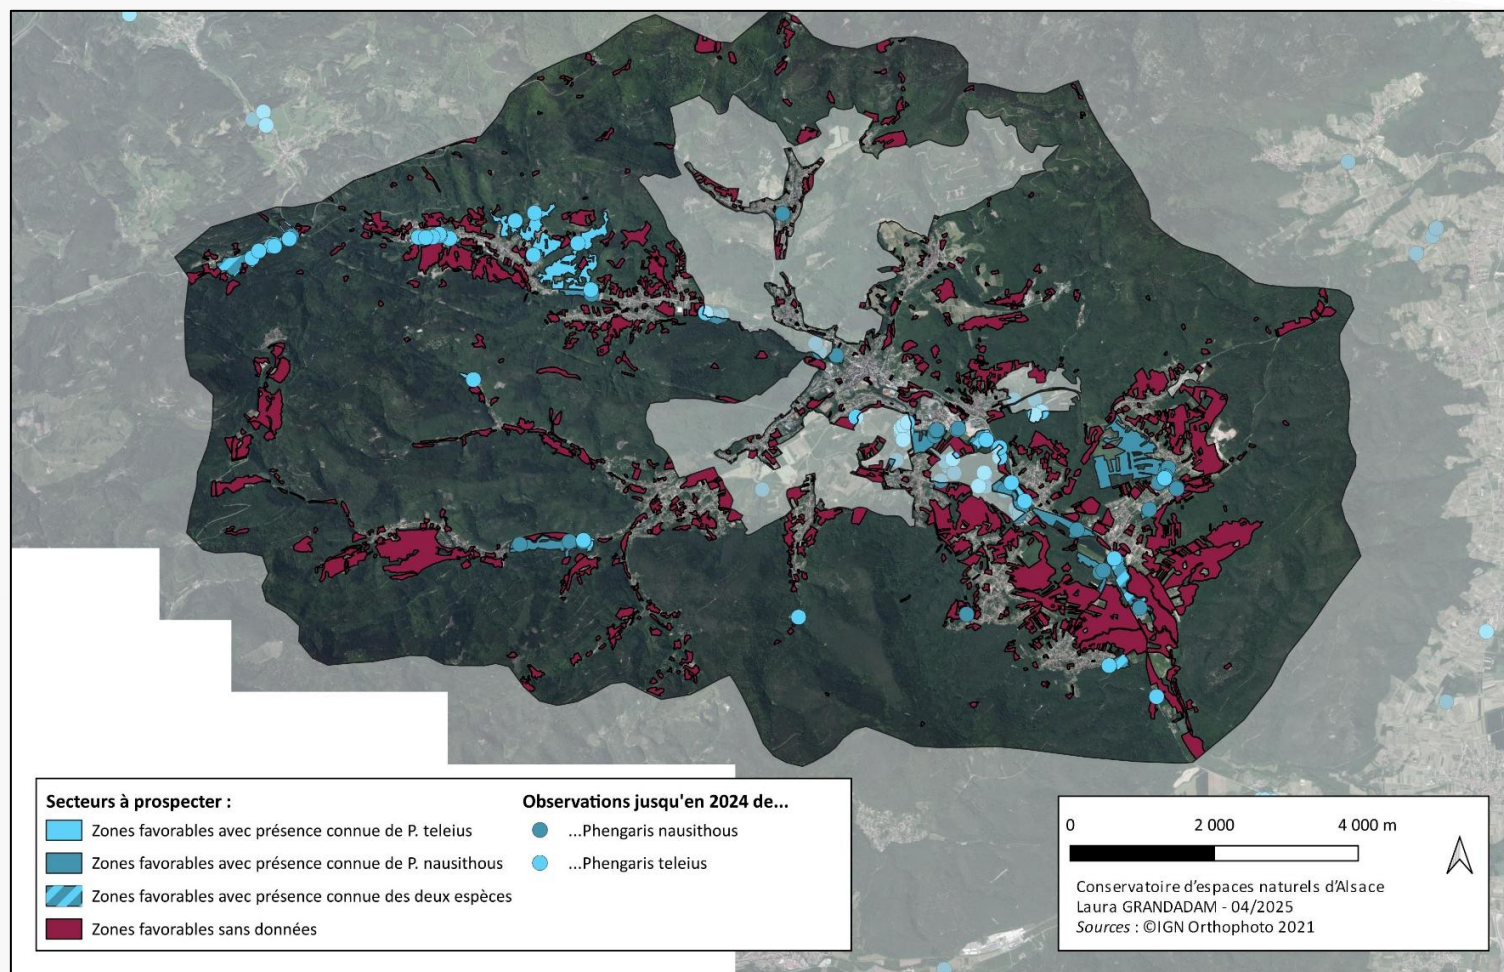 Secteurs à prospecter :
Zones favorables avec présence connue de P. teleius
Zones favorables avec présence connue de P. nausithous
Zones favorables avec présence connue des deux espèces
Zones favorables sans données
Observations jusqu'en 2024 de...
...Phengaris nausithous
...Phengaris teleius
0 2 000 4 000 m
Conservatoire d'espaces naturels d'Alsace
Laura GRANDADAM - 04/2025
Sources : ©IGN Orthophoto 2021